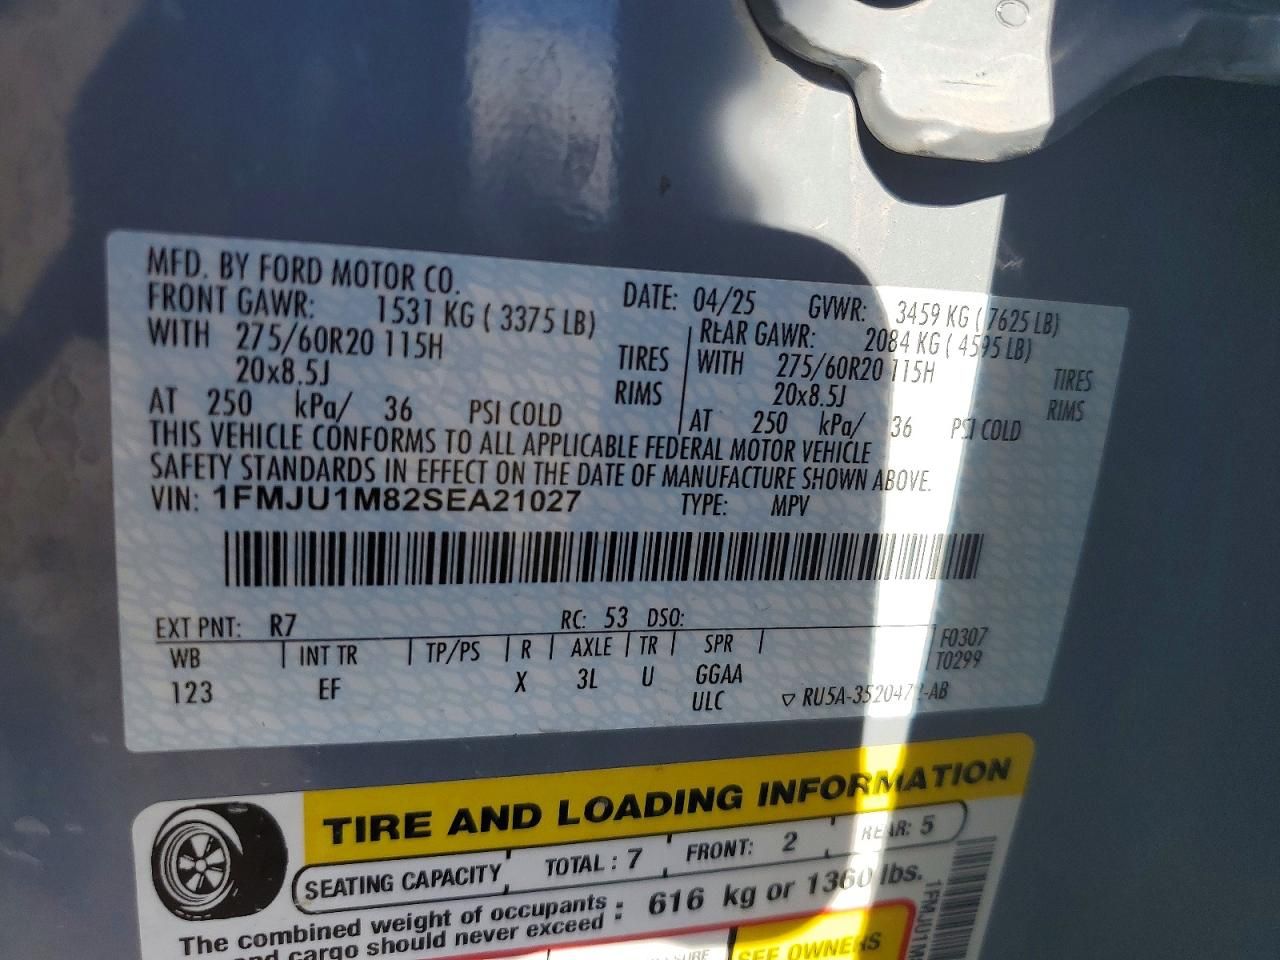 MFD. BY FORD MOTOR CO.
DATE: 04/25 GVWR: 3459 KG ( 7625 LB)
FRONT GAWR: 1531 KG ( 3375 LB)
REAR GAWR: 2084 KG ( 4595 LB)
WITH 275/60R20 115H TIRES
WITH 275/60R20 115H TIRES
20x8.5J RIMS
20x8.5J RIMS
AT 250 kPa/ 36 PSI COLD
AT 250 kPa/ 36 PSI COLD
THIS VEHICLE CONFORMS TO ALL APPLICABLE FEDERAL MOTOR VEHICLE
SAFETY STANDARDS IN EFFECT ON THE DATE OF MANUFACTURE SHOWN ABOVE.
VIN: 1FMJU1M82SEA21027 TYPE: MPV
EXT PNT: R7 RC: 53 DSO:
WB INT TR TP/PS R AXLE TR SPR F0307
123 EF X 3L U GGAA T0299
ULC RU5A-3520472-AB
TIRE AND LOADING INFORMATION
SEATING CAPACITY TOTAL : 7 FRONT: 2 REAR: 5
The combined weight of occupants : 616 kg or 1360 lbs.
and cargo should never exceed
SEE OWNERS